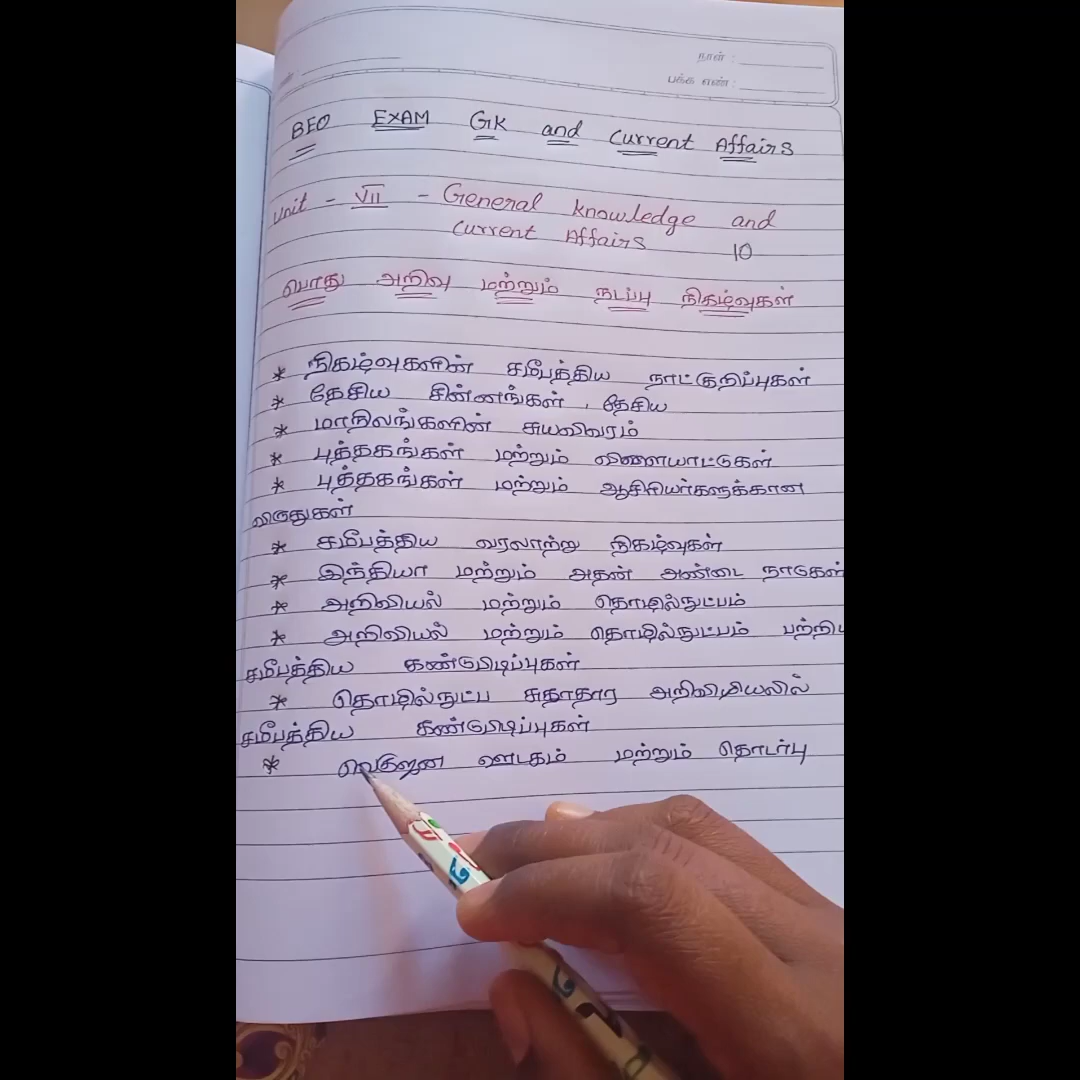 நாள் :
பக்க எண் :
BEO EXAM GK and Current Affairs
Unit - VII - General knowledge and
Current Affairs 10
பொது அறிவு மற்றும் நடப்பு நிகழ்வுகள்
* நிகழ்வுகளின் சமீபத்திய நாட்குறிப்புகள்
* தேசிய சின்னங்கள், தேசிய
* மாநிலங்களின் சுயவிவரம்
* புத்தகங்கள் மற்றும் விளையாட்டுகள்
* புத்தகங்கள் மற்றும் ஆசிரியர்களுக்கான
விருதுகள்
* சமீபத்திய வரலாற்று நிகழ்வுகள்
* இந்தியா மற்றும் அதன் அண்டை நாடுகள்
* அறிவியல் மற்றும் தொழில்நுட்பம்
* அறிவியல் மற்றும் தொழில்நுட்பம் பற்றிய
சமீபத்திய கண்டுபிடிப்புகள்
* தொழில்நுட்ப சுகாதார அறிவியியலில்
சமீபத்திய கண்டுபிடிப்புகள்
* வெகுஜன ஊடகம் மற்றும் தொடர்பு